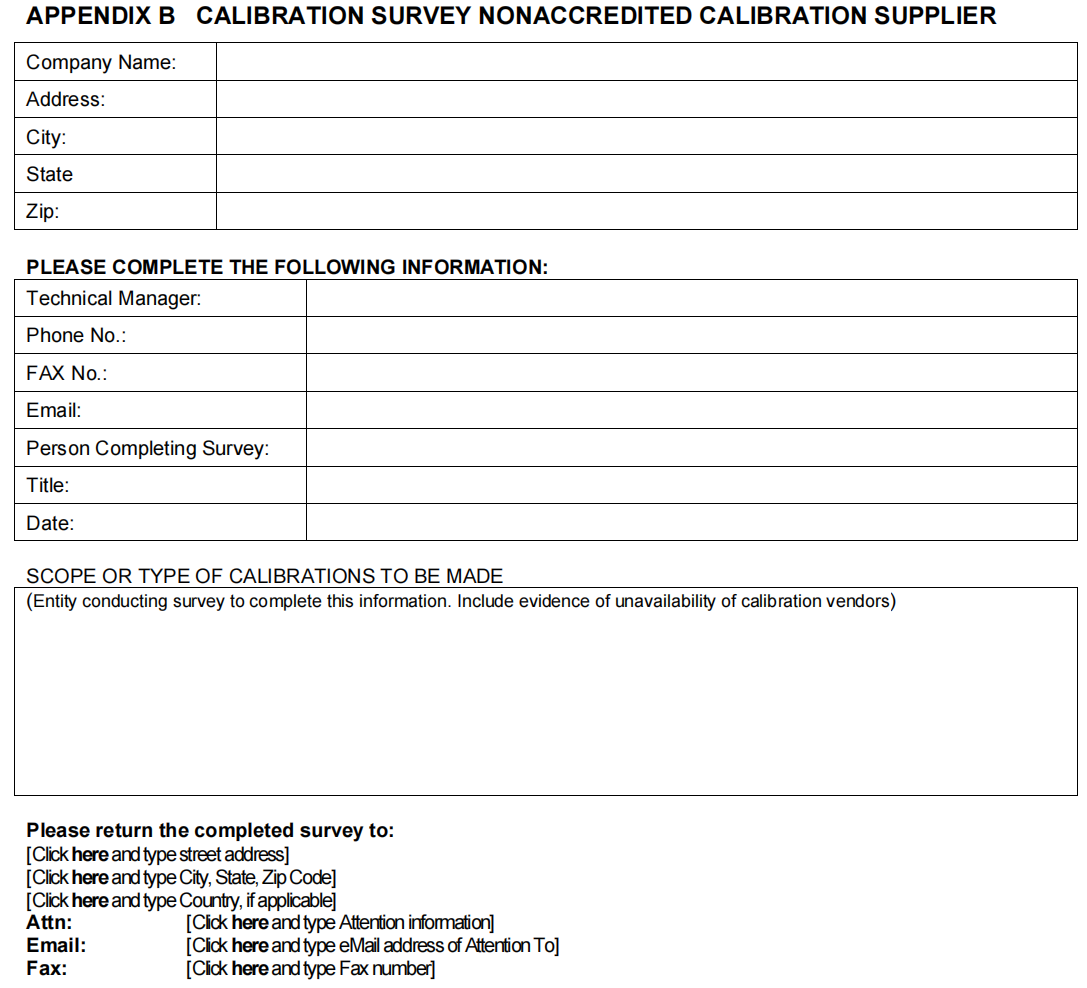 APPENDIX B CALIBRATION SURVEY NONACCREDITED CALIBRATION SUPPLIER
Company Name:
Address:
City:
State
Zip:
PLEASE COMPLETE THE FOLLOWING INFORMATION:
Technical Manager:
Phone No.:
FAX No.:
Email:
Person Completing Survey:
Title:
Date:
SCOPE OR TYPE OF CALIBRATIONS TO BE MADE
(Entity conducting survey to complete this information. Include evidence of unavailability of calibration vendors)
Please return the completed survey to:
[Click here and type street address]
[Click here and type City, State, Zip Code]
[Click here and type Country, if applicable]
Attn: [Click here and type Attention information]
Email: [Click here and type eMail address of Attention To]
Fax: [Click here and type Fax number]